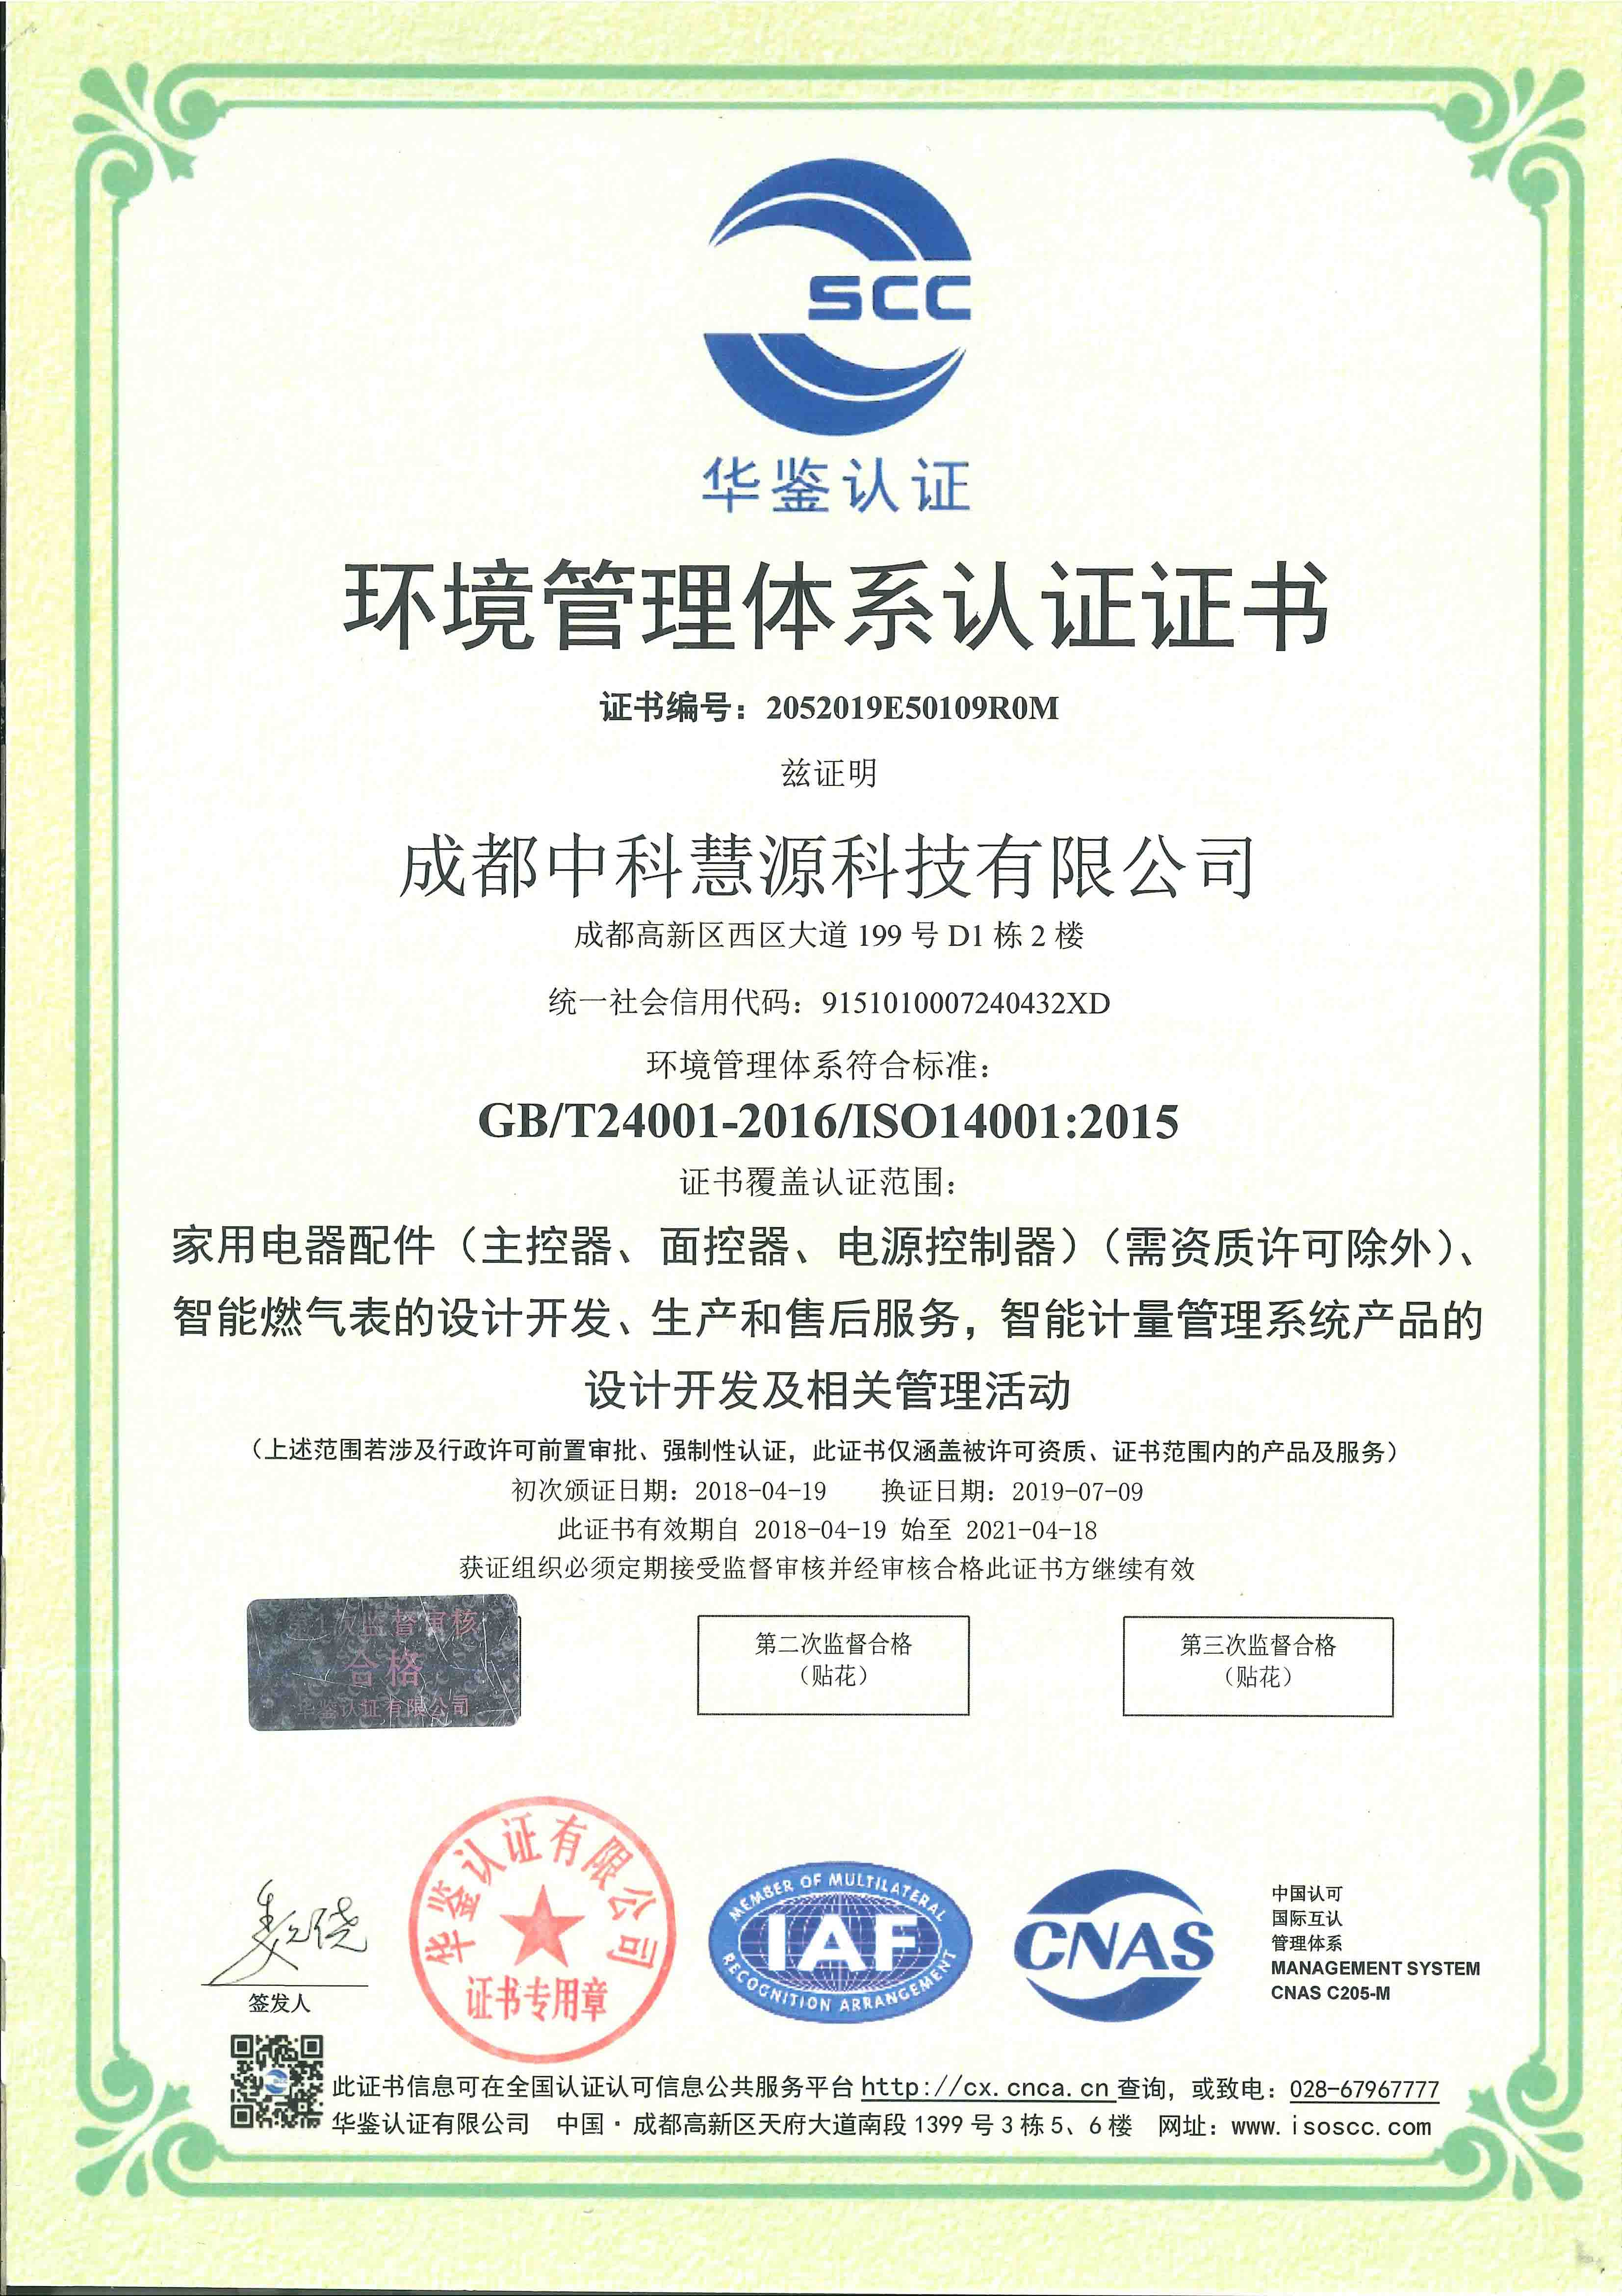 SCC
华鉴认证
环境管理体系认证证书
证书编号：2052019E50109R0M
兹证明
成都中科慧源科技有限公司
成都高新区西区大道 199 号 D1 栋 2 楼
统一社会信用代码：9151010007240432XD
环境管理体系符合标准：
GB/T24001-2016/ISO14001:2015
证书覆盖认证范围：
家用电器配件（主控器、面控器、电源控制器）（需资质许可除外）、
智能燃气表的设计开发、生产和售后服务，智能计量管理系统产品的
设计开发及相关管理活动
（上述范围若涉及行政许可前置审批、强制性认证，此证书仅涵盖被许可资质、证书范围内的产品及服务）
初次颁证日期：2018-04-19 换证日期：2019-07-09
此证书有效期自 2018-04-19 始至 2021-04-18
获证组织必须定期接受监督审核并经审核合格此证书方继续有效
第1次监督审核
合格
华鉴认证有限公司
第二次监督合格
（贴花）
第三次监督合格
（贴花）
签发人
华鉴认证有限公司
证书专用章
MEMBER OF MULTILATERAL
IAF
RECOGNITION ARRANGEMENT
CNAS
中国认可
国际互认
管理体系
MANAGEMENT SYSTEM
CNAS C205-M
此证书信息可在全国认证认可信息公共服务平台 http://cx.cnca.cn 查询，或致电：028-67967777
华鉴认证有限公司 中国·成都高新区天府大道南段 1399 号 3 栋 5、6 楼 网址：www.isoscc.com